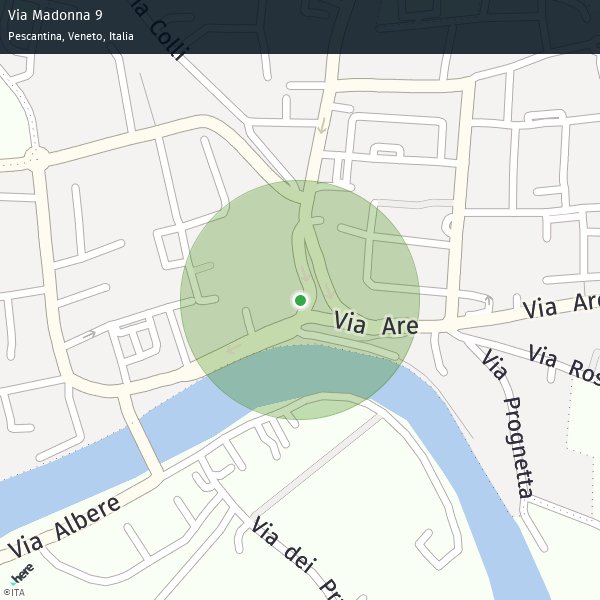 Via Madonna 9
Pescantina, Veneto, Italia
Via Colli
Via Are
Via Are
Via Ros
Via Prognetta
Via Albere
Via dei Pr
here
©ITA